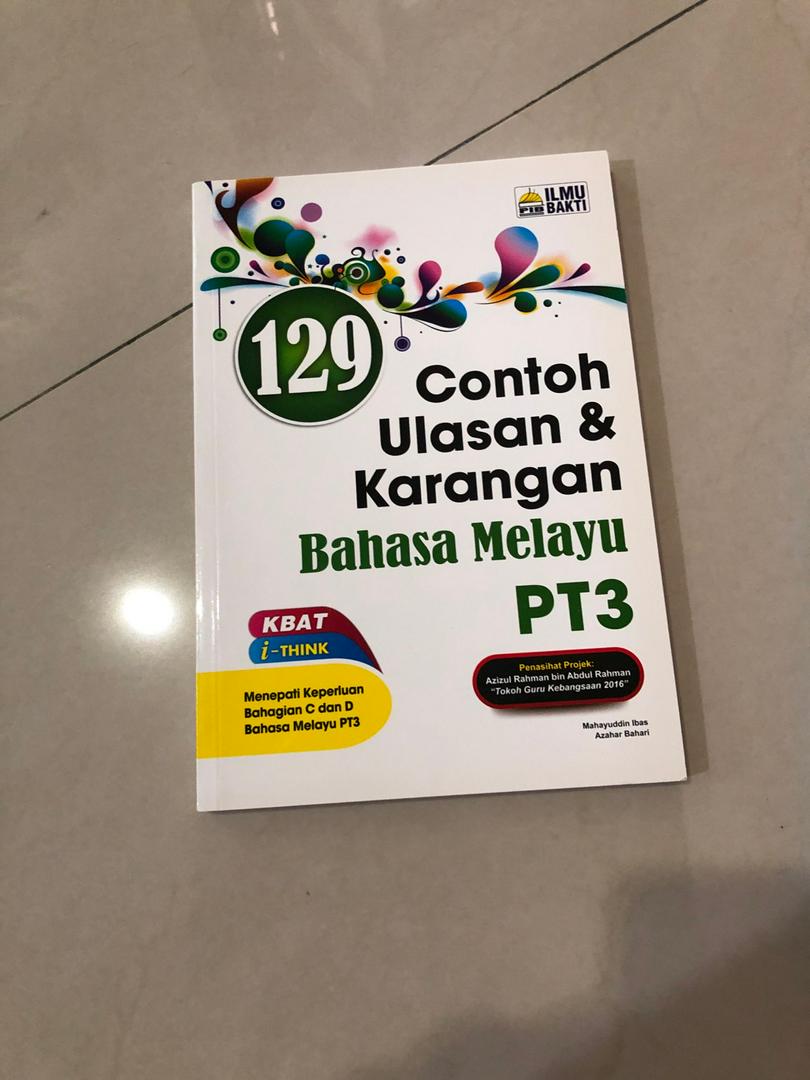 PIB
ILMU
BAKTI
129
Contoh
Ulasan &
Karangan
Bahasa Melayu
PT3
KBAT
i-THINK
Menepati Keperluan
Bahagian C dan D
Bahasa Melayu PT3
Penasihat Projek:
Azizul Rahman bin Abdul Rahman
"Tokoh Guru Kebangsaan 2016"
Mahayuddin Ibas
Azahar Bahari